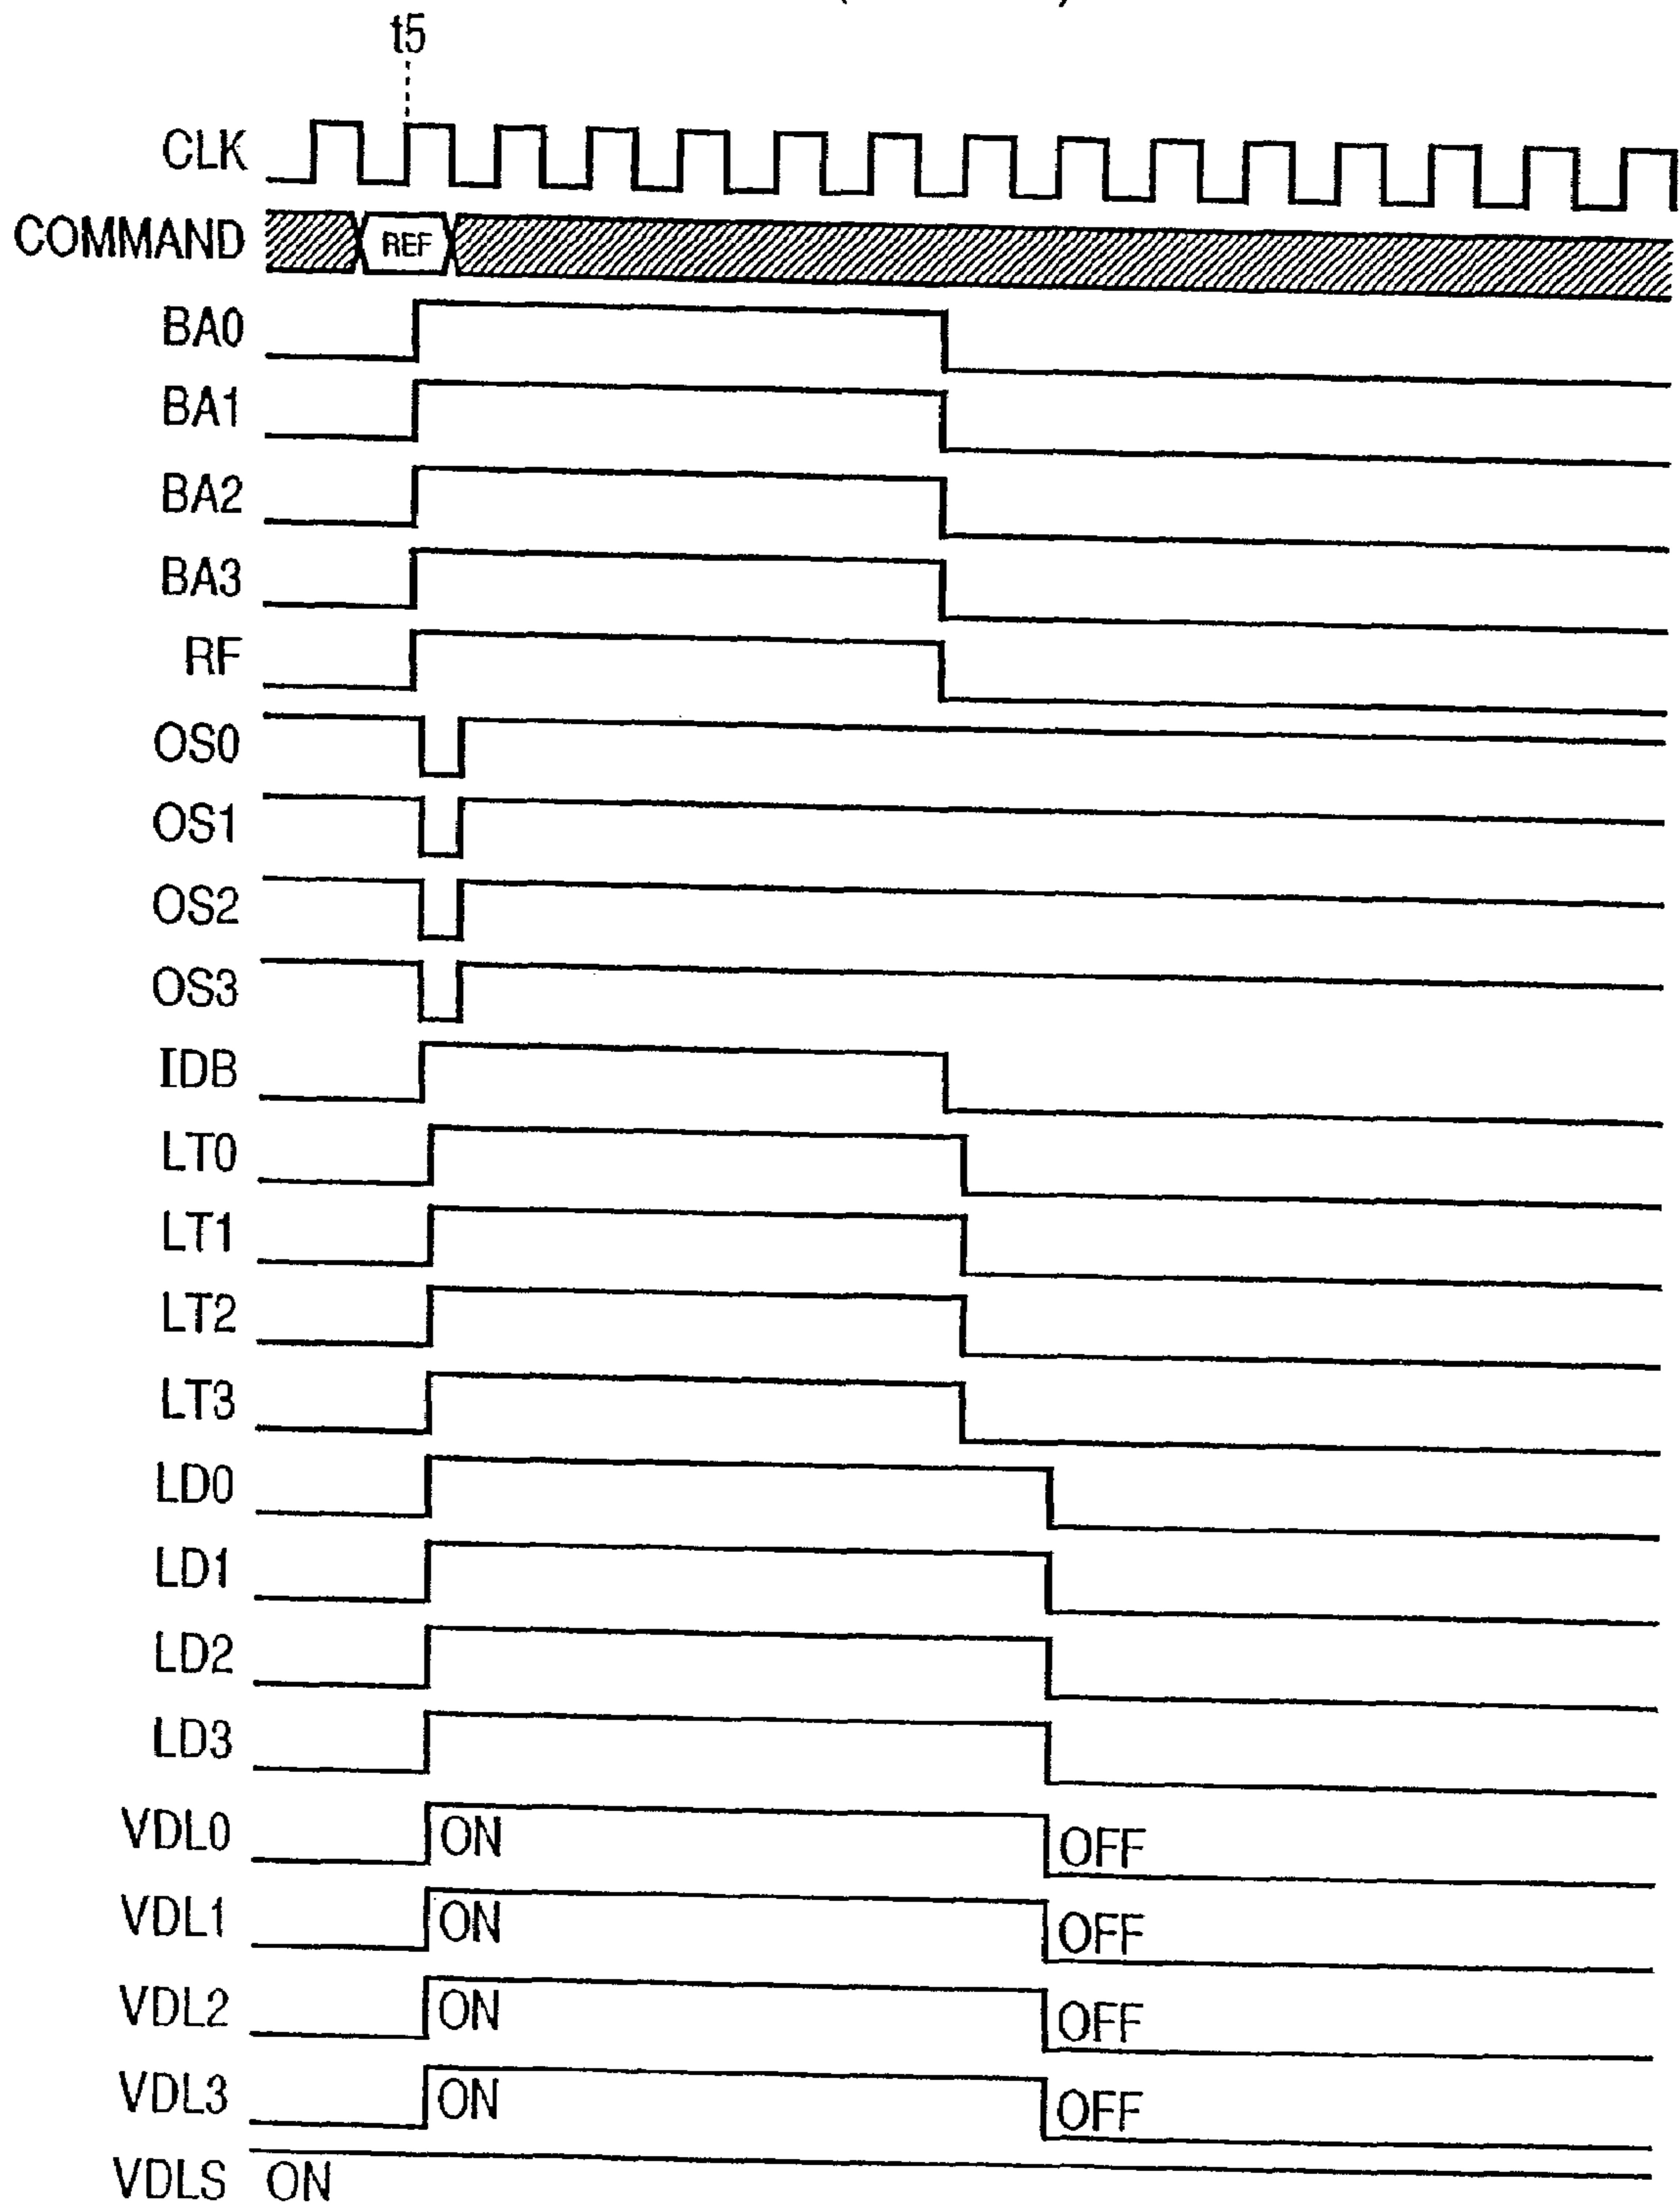 t5
CLK
COMMAND REF
BA0
BA1
BA2
BA3
RF
OS0
OS1
OS2
OS3
IDB
LT0
LT1
LT2
LT3
LD0
LD1
LD2
LD3
VDL0 ON OFF
VDL1 ON OFF
VDL2 ON OFF
VDL3 ON OFF
VDLS ON